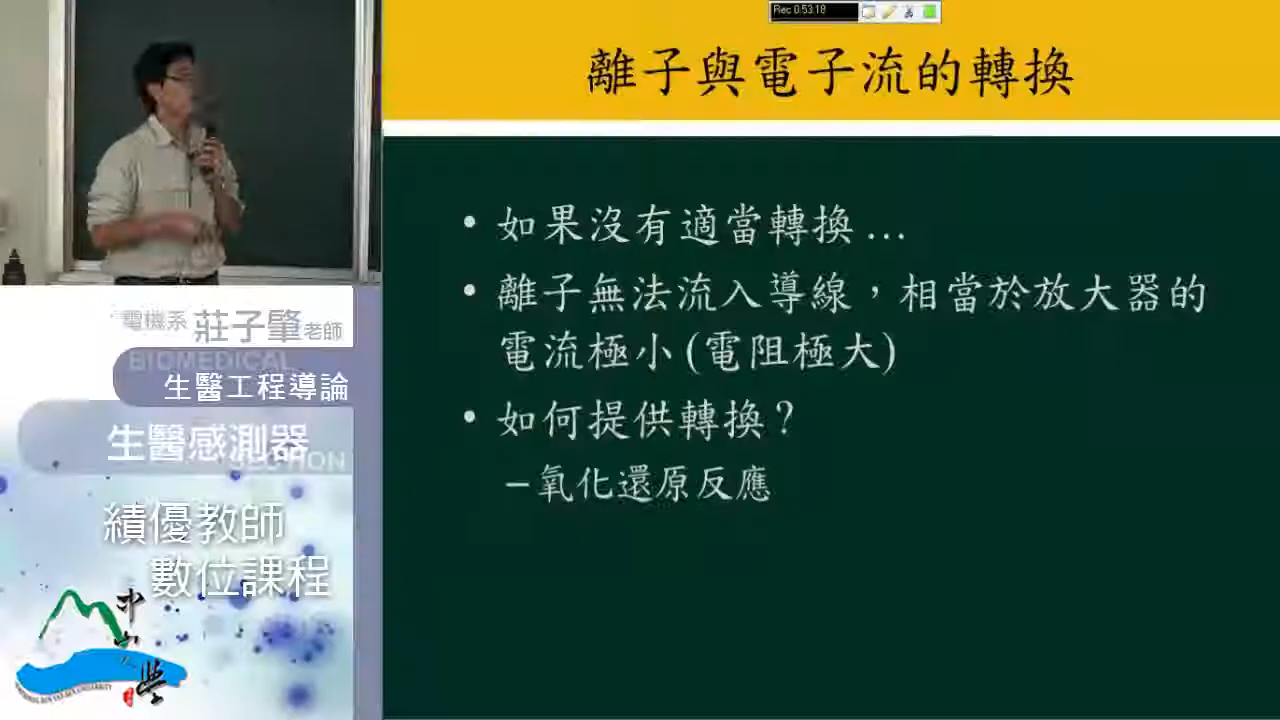 Rec 0:53:18
離子與電子流的轉換
• 如果沒有適當轉換…
• 離子無法流入導線，相當於放大器的
電流極小(電阻極大)
• 如何提供轉換？
–氧化還原反應
電機系 莊子肇老師
BIOMEDICAL
生醫工程導論
生醫感測器
績優教師
數位課程
中山大學